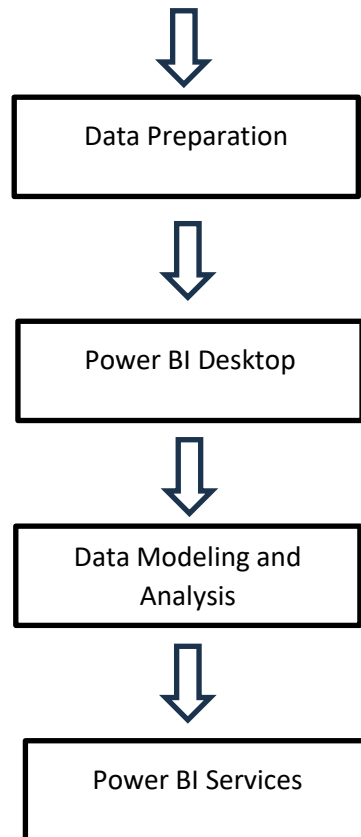 Data Preparation
Power BI Desktop
Data Modeling and
Analysis
Power BI Services